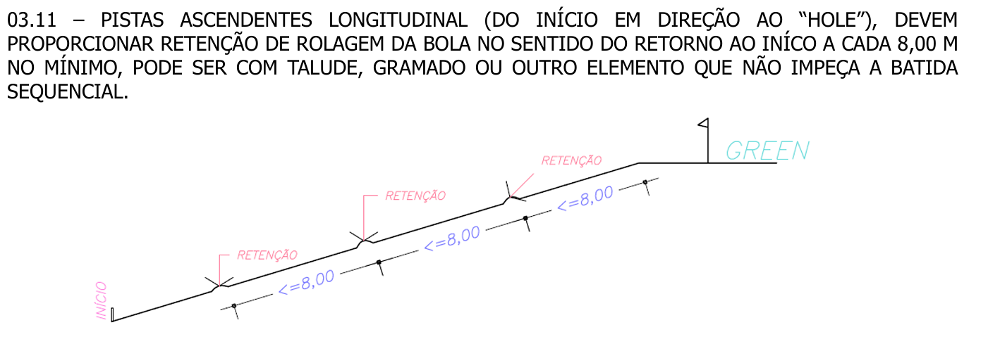 03.11 – PISTAS ASCENDENTES LONGITUDINAL (DO INÍCIO EM DIREÇÃO AO “HOLE”), DEVEM
PROPORCIONAR RETENÇÃO DE ROLAGEM DA BOLA NO SENTIDO DO RETORNO AO INÍCO A CADA 8,00 M
NO MÍNIMO, PODE SER COM TALUDE, GRAMADO OU OUTRO ELEMENTO QUE NÃO IMPEÇA A BATIDA
SEQUENCIAL.
GREEN
RETENÇÃO
<=8,00
RETENÇÃO
<=8,00
RETENÇÃO
<=8,00
INÍCIO